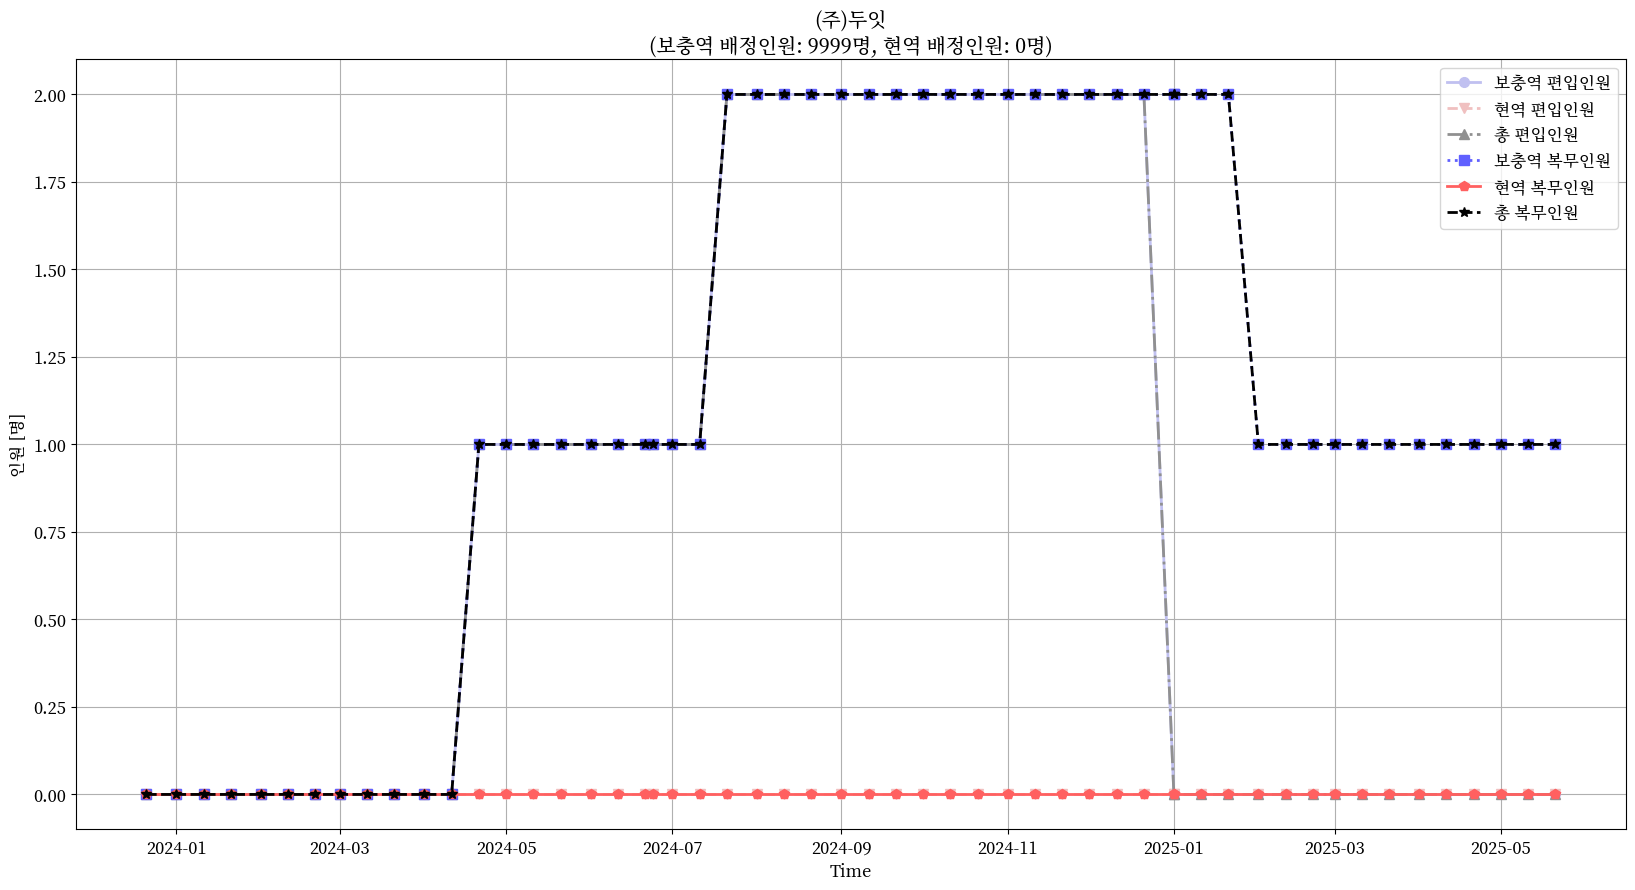 (주)두잇
(보충역 배정인원: 9999명, 현역 배정인원: 0명)
보충역 편입인원
현역 편입인원
총 편입인원
보충역 복무인원
현역 복무인원
총 복무인원
인원 [명]
2.00
1.75
1.50
1.25
1.00
0.75
0.50
0.25
0.00
2024-01 2024-03 2024-05 2024-07 2024-09 2024-11 2025-01 2025-03 2025-05
Time